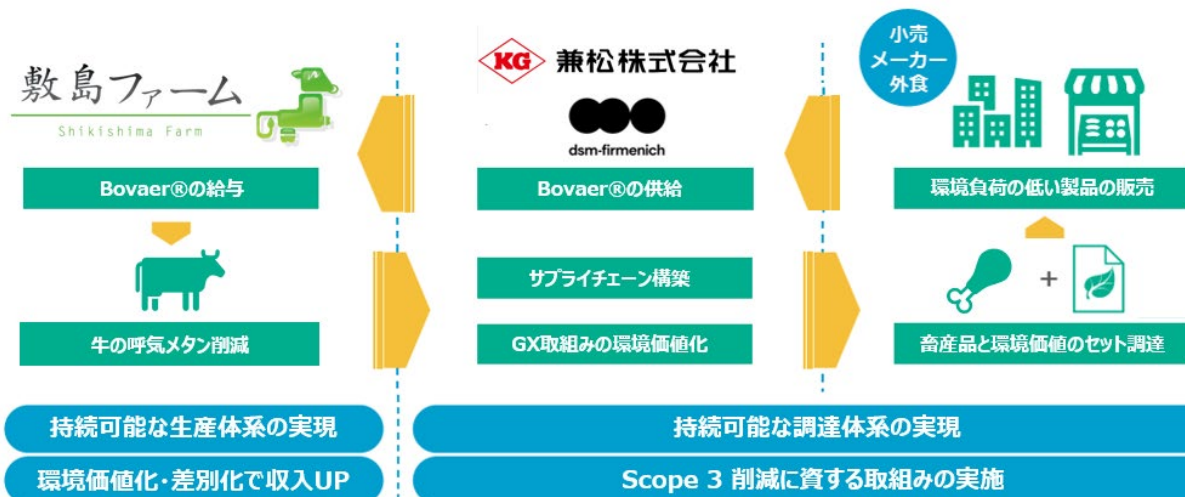 敷島ファーム
Shikishima Farm
Bovaer®の給与
牛の呼気メタン削減
KG 兼松株式会社
dsm-firmenich
Bovaer®の供給
サプライチェーン構築
GX取組みの環境価値化
小売
メーカー
外食
環境負荷の低い製品の販売
+
畜産品と環境価値のセット調達
持続可能な生産体系の実現
環境価値化・差別化で収入UP
持続可能な調達体系の実現
Scope 3 削減に資する取組みの実施